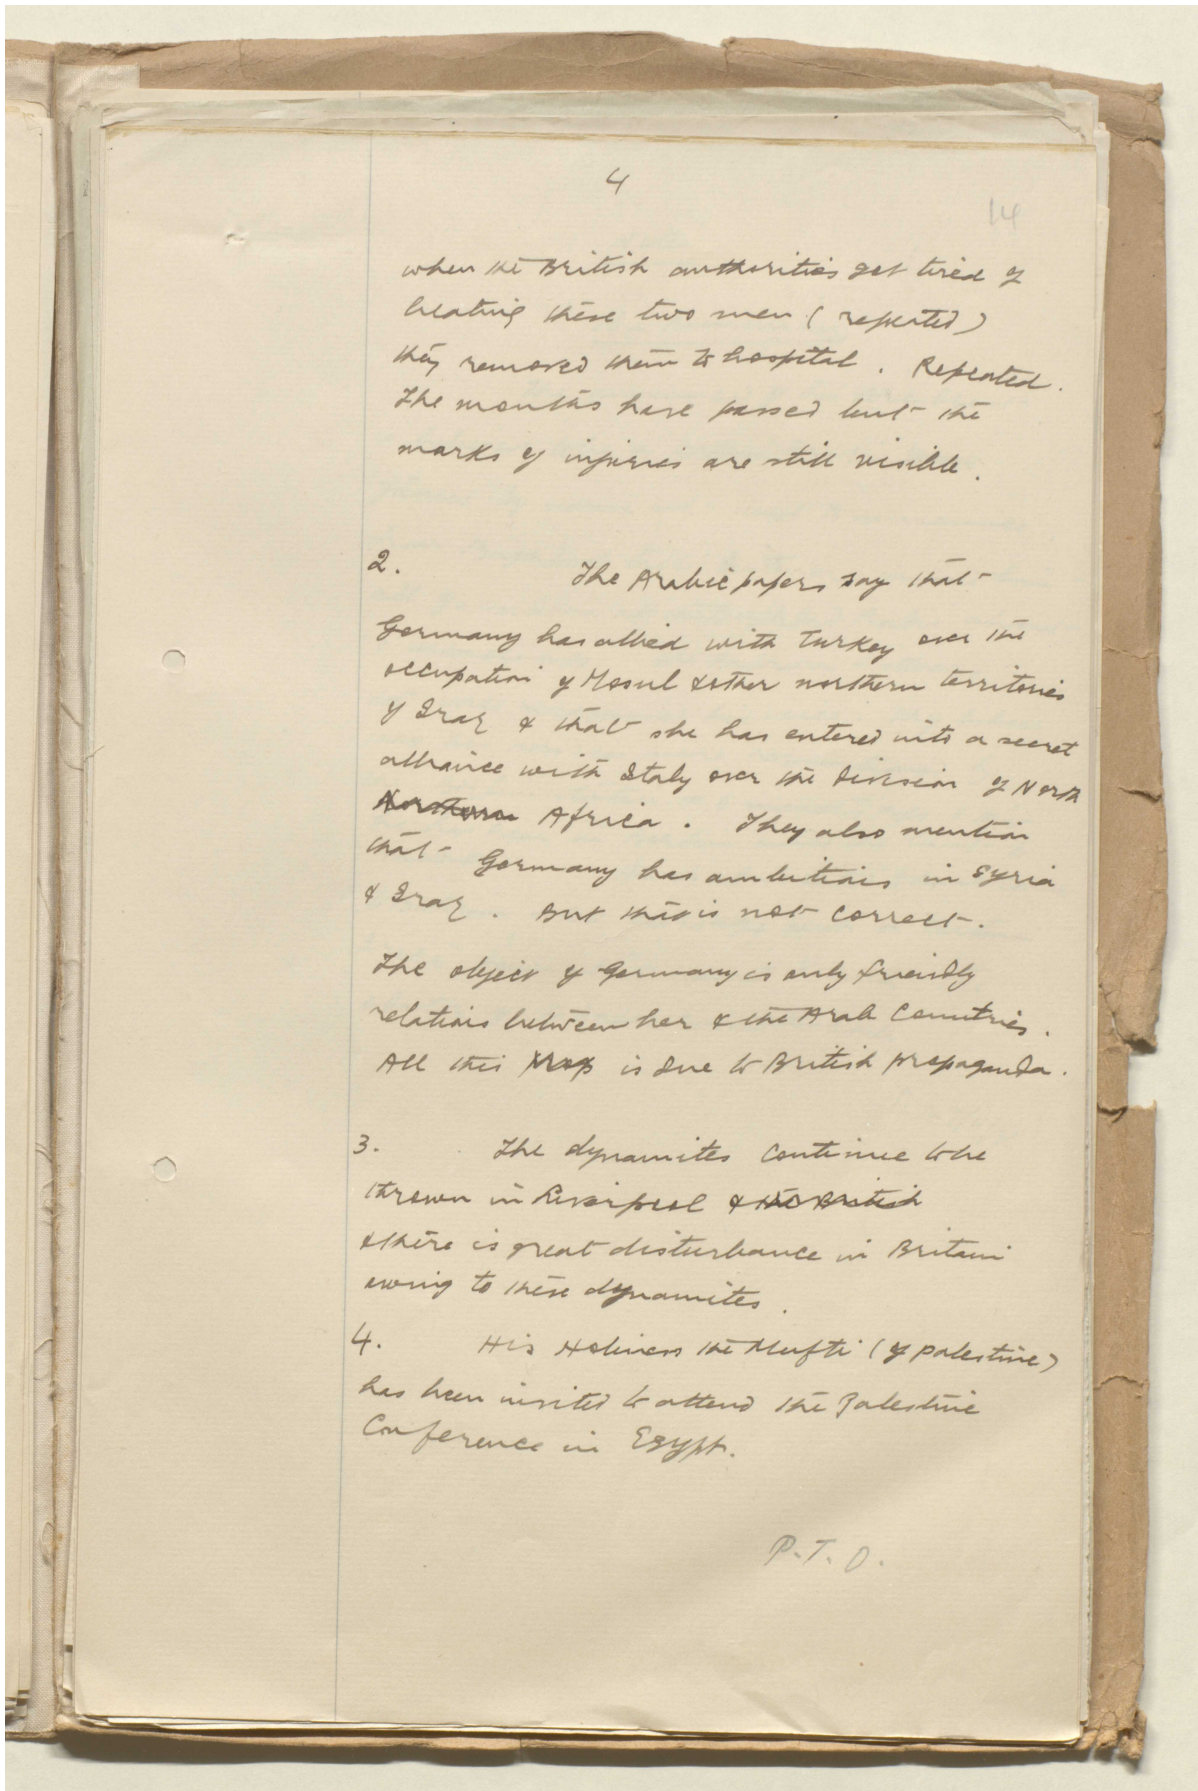 4
14
when the British authorities get tired of
beating these two men (repeated)
they removed them to hospital. Repeated.
The months have passed but the
marks of injuries are still visible.
2. The Arabic papers say that
Germany has allied with Turkey over the
occupation of Mosul & other northern territories
of Iraq & that she has entered into a secret
alliance with Italy over the division of North
Northern Africa. They also mention
that Germany has ambitions in Syria
& Iraq. But this is not correct.
The object of Germany is only friendly
relations between her & the Arab Countries.
All this is due to British propaganda.
3. The dynamites continue to be
thrown in Liverpool & the British
& there is great disturbance in Britain
owing to these dynamites.
4. His Holiness the Mufti (of Palestine)
has been invited to attend the Palestine
Conference in Egypt.
P.T.O.